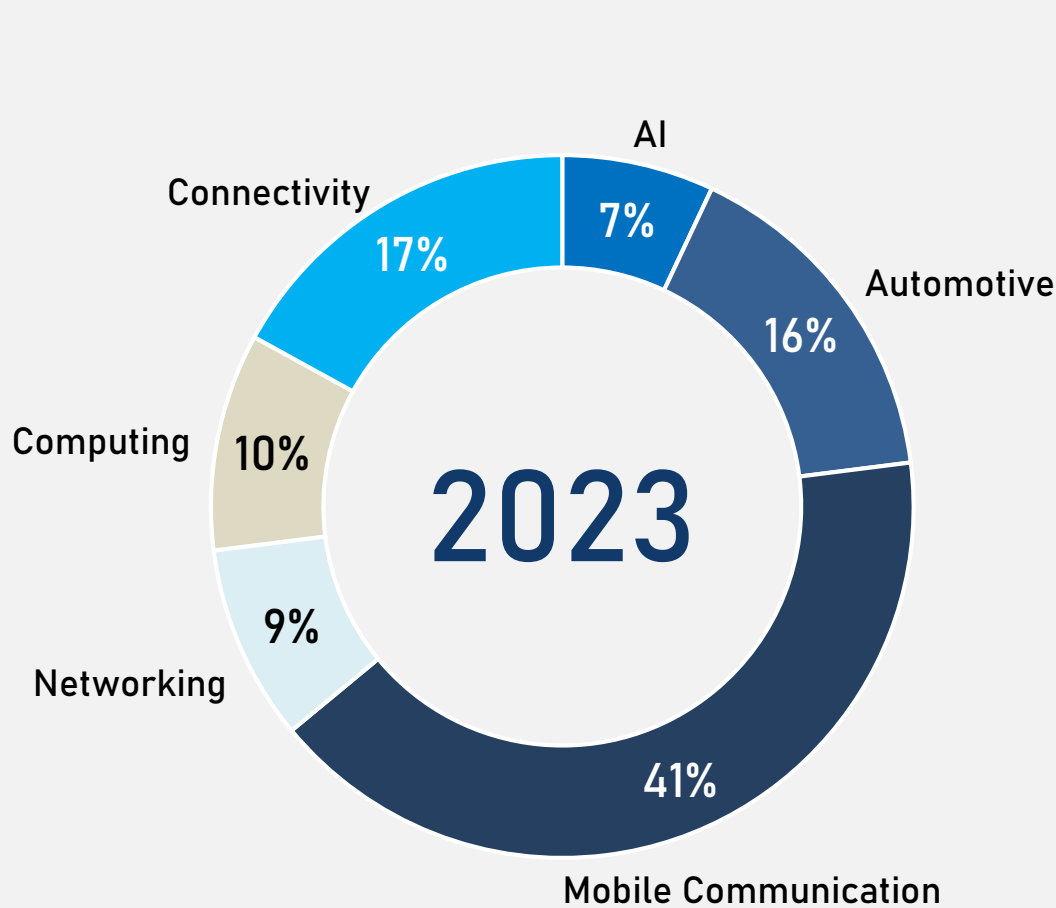 AI
7%
Automotive
16%
Mobile Communication
41%
Networking
9%
Computing
10%
Connectivity
17%
2023